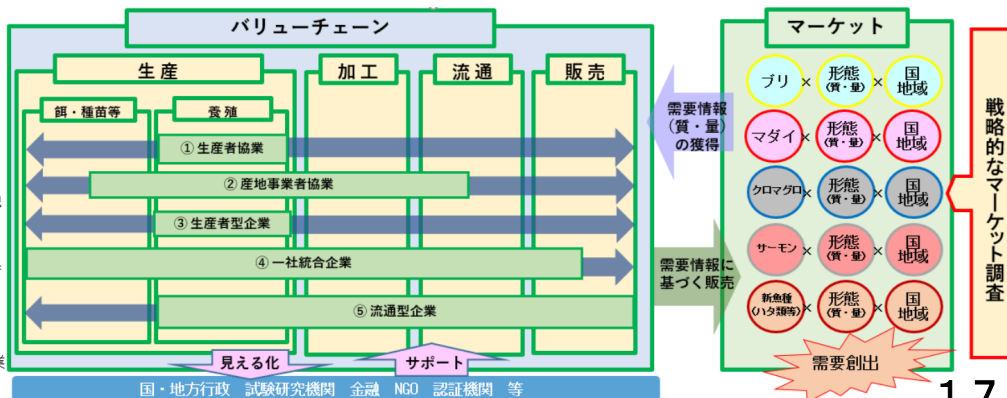 バリューチェーン
マーケット
生産
加工
流通
販売
餌・種苗等
養殖
①生産者協業
②産地事業者協業
③生産者型企業
④一社統合企業
⑤流通型企業
見える化
サポート
国・地方行政 試験研究機関 金融 NGO 認証機関 等
需要情報
(質・量)
の獲得
需要情報に
基づく販売
ブリ × 形態(質・量) × 国地域
マダイ × 形態(質・量) × 国地域
クロマグロ × 形態(質・量) × 国地域
サーモン × 形態(質・量) × 国地域
新魚種(ハタ類等) × 形態(質・量) × 国地域
需要創出
戦略的なマーケット調査
17